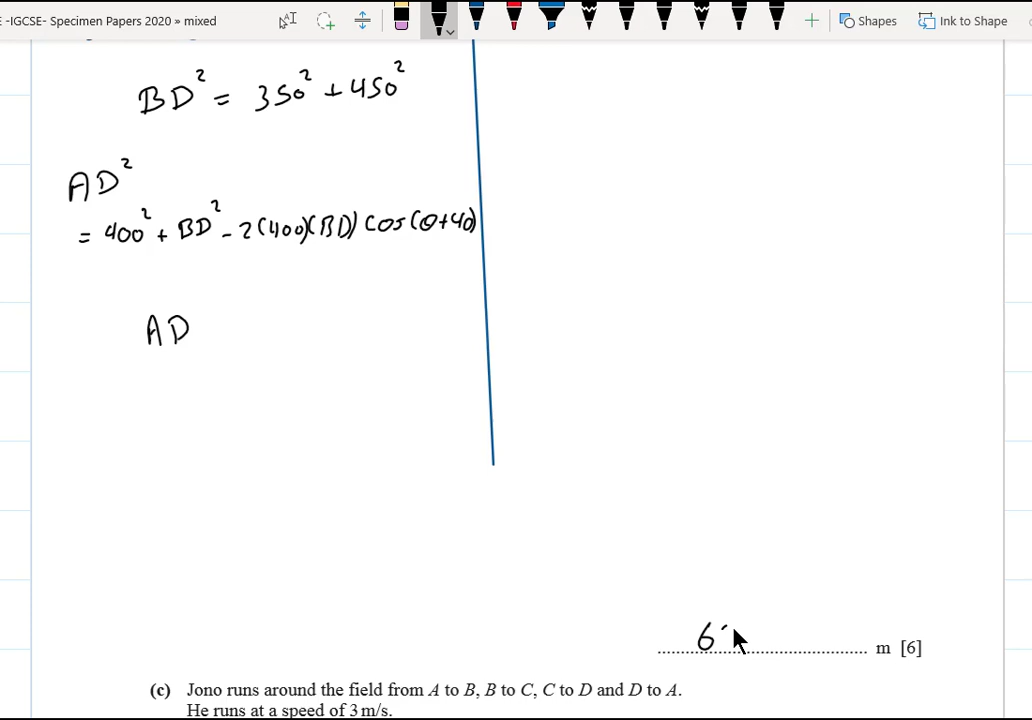 E -IGCSE- Specimen Papers 2020 » mixed
Shapes
Ink to Shape
BD² = 350² + 450²
AD²
= 400² + BD² - 2(400)(BD) cos(θ+40)
AD
6
m [6]
(c) Jono runs around the field from A to B, B to C, C to D and D to A.
He runs at a speed of 3 m/s.